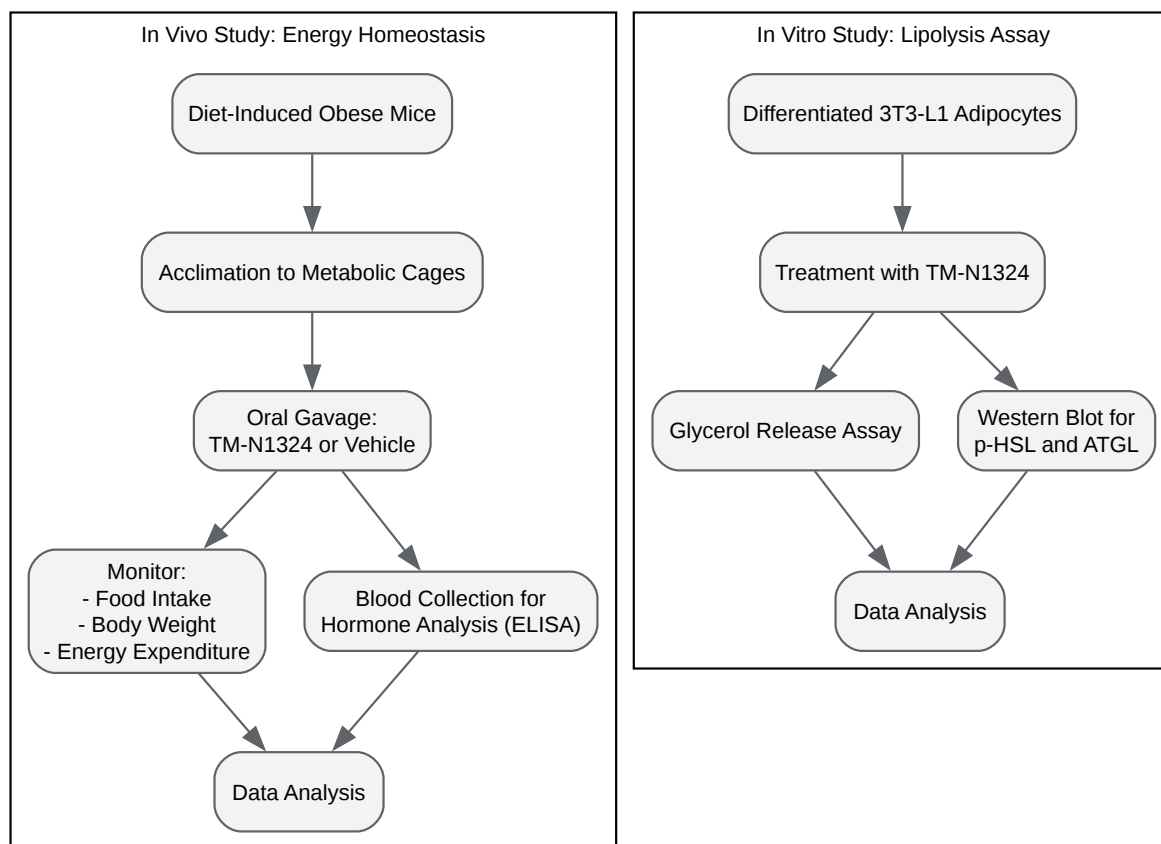 In Vivo Study: Energy Homeostasis
Diet-Induced Obese Mice
Acclimation to Metabolic Cages
Oral Gavage:
TM-N1324 or Vehicle
Monitor:
- Food Intake
- Body Weight
- Energy Expenditure
Blood Collection for
Hormone Analysis (ELISA)
Data Analysis
In Vitro Study: Lipolysis Assay
Differentiated 3T3-L1 Adipocytes
Treatment with TM-N1324
Glycerol Release Assay
Western Blot for
p-HSL and ATGL
Data Analysis